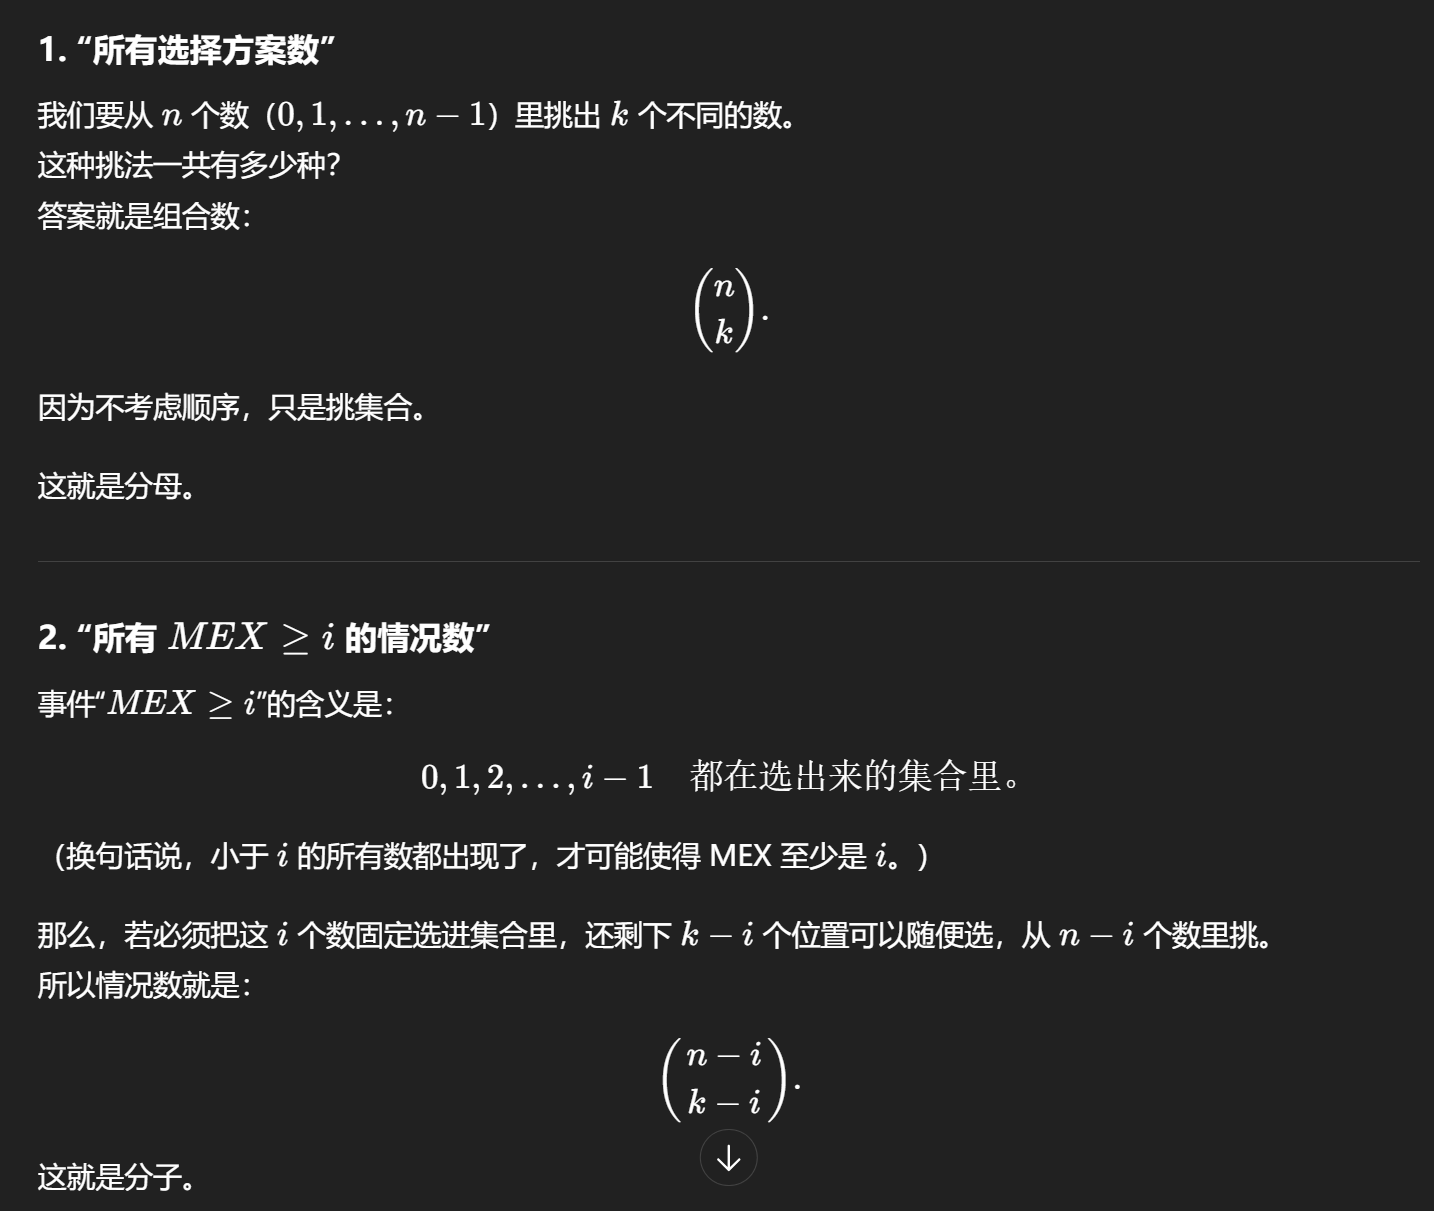 1. “所有选择方案数”
我们要从 n 个数（0, 1, . . . , n − 1）里挑出 k 个不同的数。
这种挑法一共有多少种？
答案就是组合数：
(n
k).
因为不考虑顺序，只是挑集合。
这就是分母。
2. “所有 MEX ≥ i 的情况数”
事件“MEX ≥ i”的含义是：
0, 1, 2, . . . , i − 1 都在选出来的集合里。
（换句话说，小于 i 的所有数都出现了，才可能使得 MEX 至少是 i。）
那么，若必须把这 i 个数固定选进集合里，还剩下 k − i 个位置可以随便选，从 n − i 个数里挑。
所以情况数就是：
(n − i
k − i).
这就是分子。